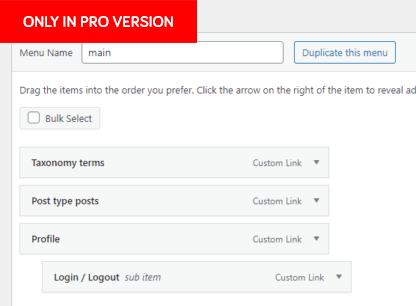 ONLY IN PRO VERSION
Menu Name main Duplicate this menu
Drag the items into the order you prefer. Click the arrow on the right of the item to reveal ad
Bulk Select
Taxonomy terms Custom Link
Post type posts Custom Link
Profile Custom Link
Login / Logout sub item Custom Link